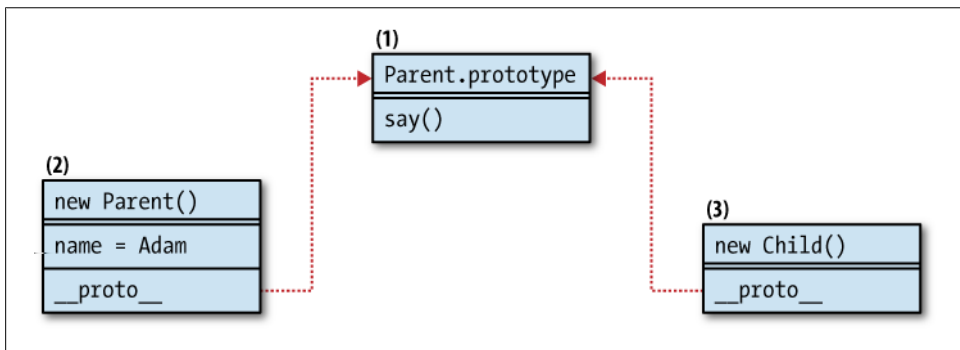 (1)
Parent.prototype
say()
(2)
new Parent()
name = Adam
__proto__
(3)
new Child()
__proto__